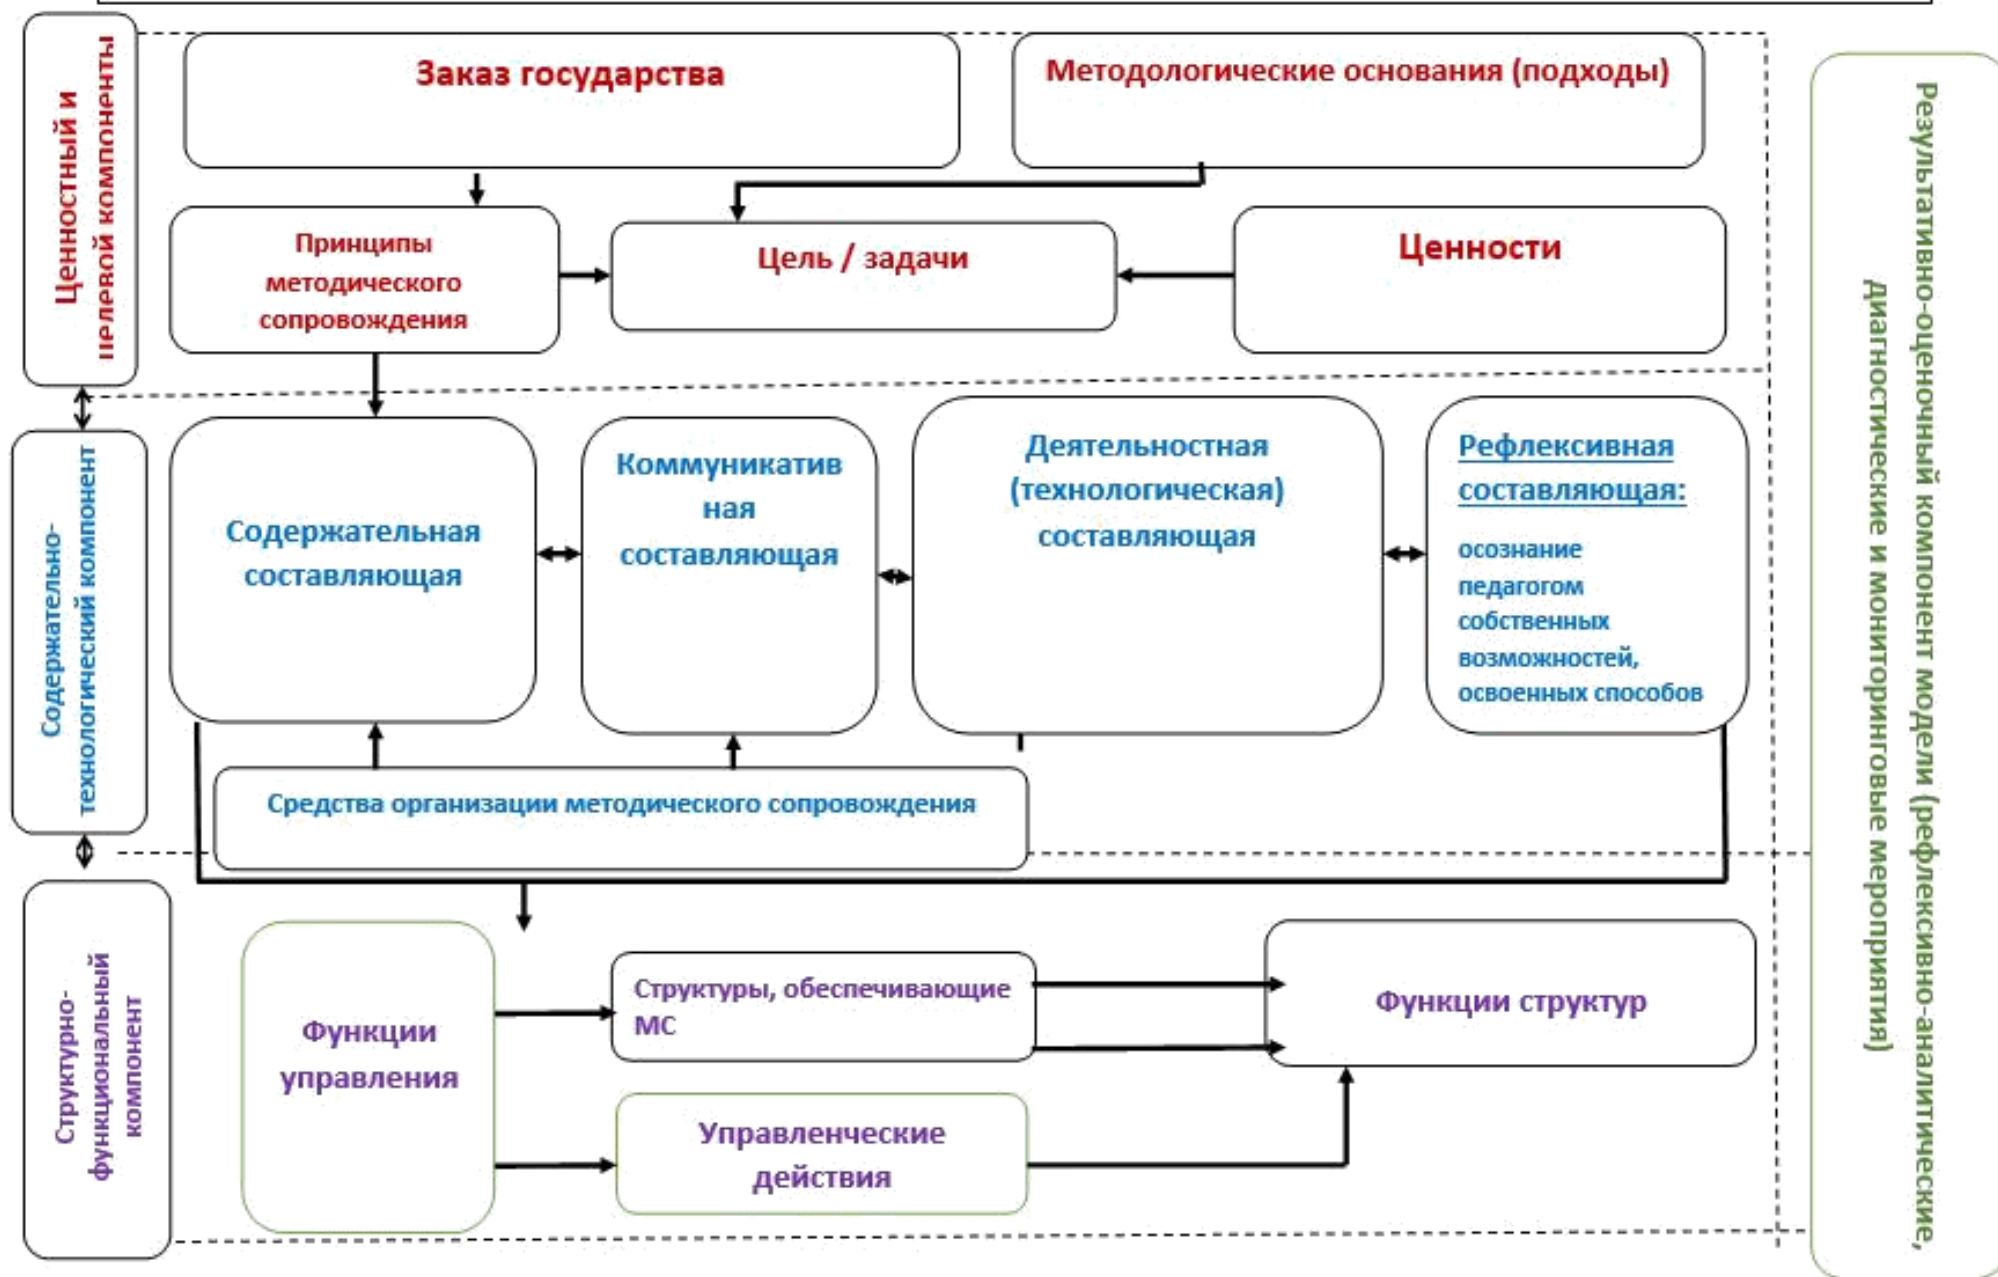 Ценностный и
целевой компоненты
Заказ государства
Методологические основания (подходы)
Принципы
методического
сопровождения
Цель / задачи
Ценности
Содержательно-
технологический компонент
Содержательная
составляющая
Коммуникатив
ная
составляющая
Деятельностная
(технологическая)
составляющая
Рефлексивная
составляющая:
осознание
педагогом
собственных
возможностей,
освоенных способов
Средства организации методического сопровождения
Структурно-
функциональный
компонент
Функции
управления
Структуры, обеспечивающие
МС
Управленческие
действия
Функции структур
Результативно-оценочный компонент модели (рефлексивно-аналитические,
диагностические и мониторинговые мероприятия)